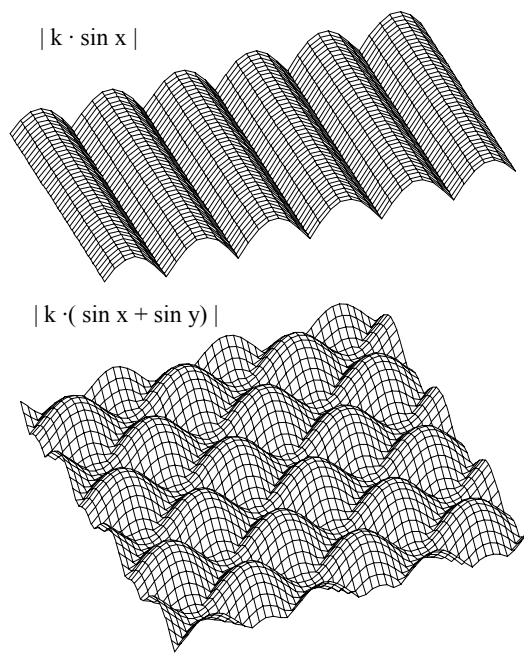 | k · sin x |
| k ·( sin x + sin y) |